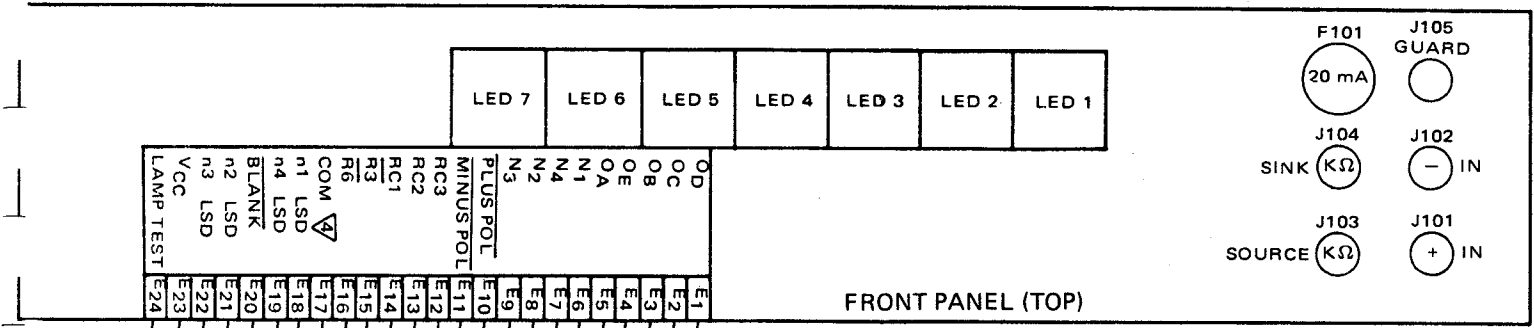 F101
J105
GUARD
20 mA
LED 7
LED 6
LED 5
LED 4
LED 3
LED 2
LED 1
J104
SINK
KΩ
J102
−
IN
J103
SOURCE
KΩ
J101
+
IN
LAMP TEST
VCC
n3 LSD
n2 LSD
BLANK
n4 LSD
n1 LSD
COM 4
R6
R3
RC1
RC2
RC3
MINUS POL
PLUS POL
N3
N2
N4
N1
OA
OE
OB
OC
OD
E24
E23
E22
E21
E20
E19
E18
E17
E16
E15
E14
E13
E12
E11
E10
E9
E8
E7
E6
E5
E4
E3
E2
E1
FRONT PANEL (TOP)